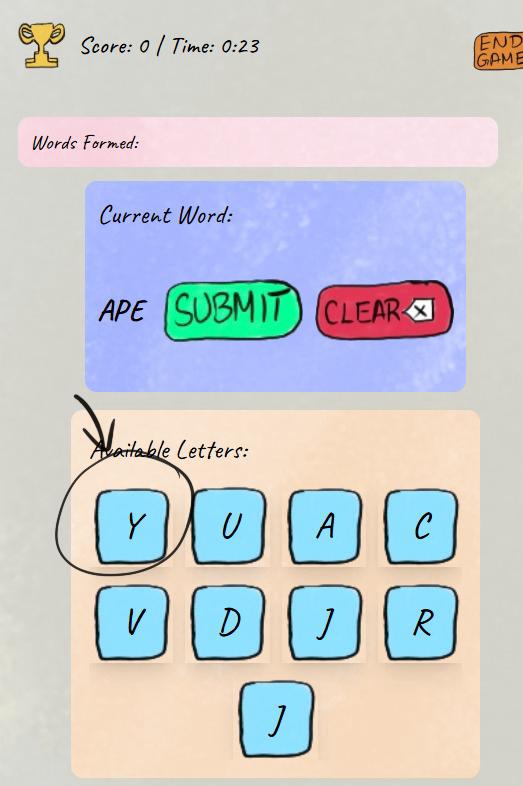 Score: 0 / Time: 0:23
END
GAME
Words Formed:
Current Word:
APE SUBMIT CLEAR X
Available Letters:
Y U A C
V D J R
J